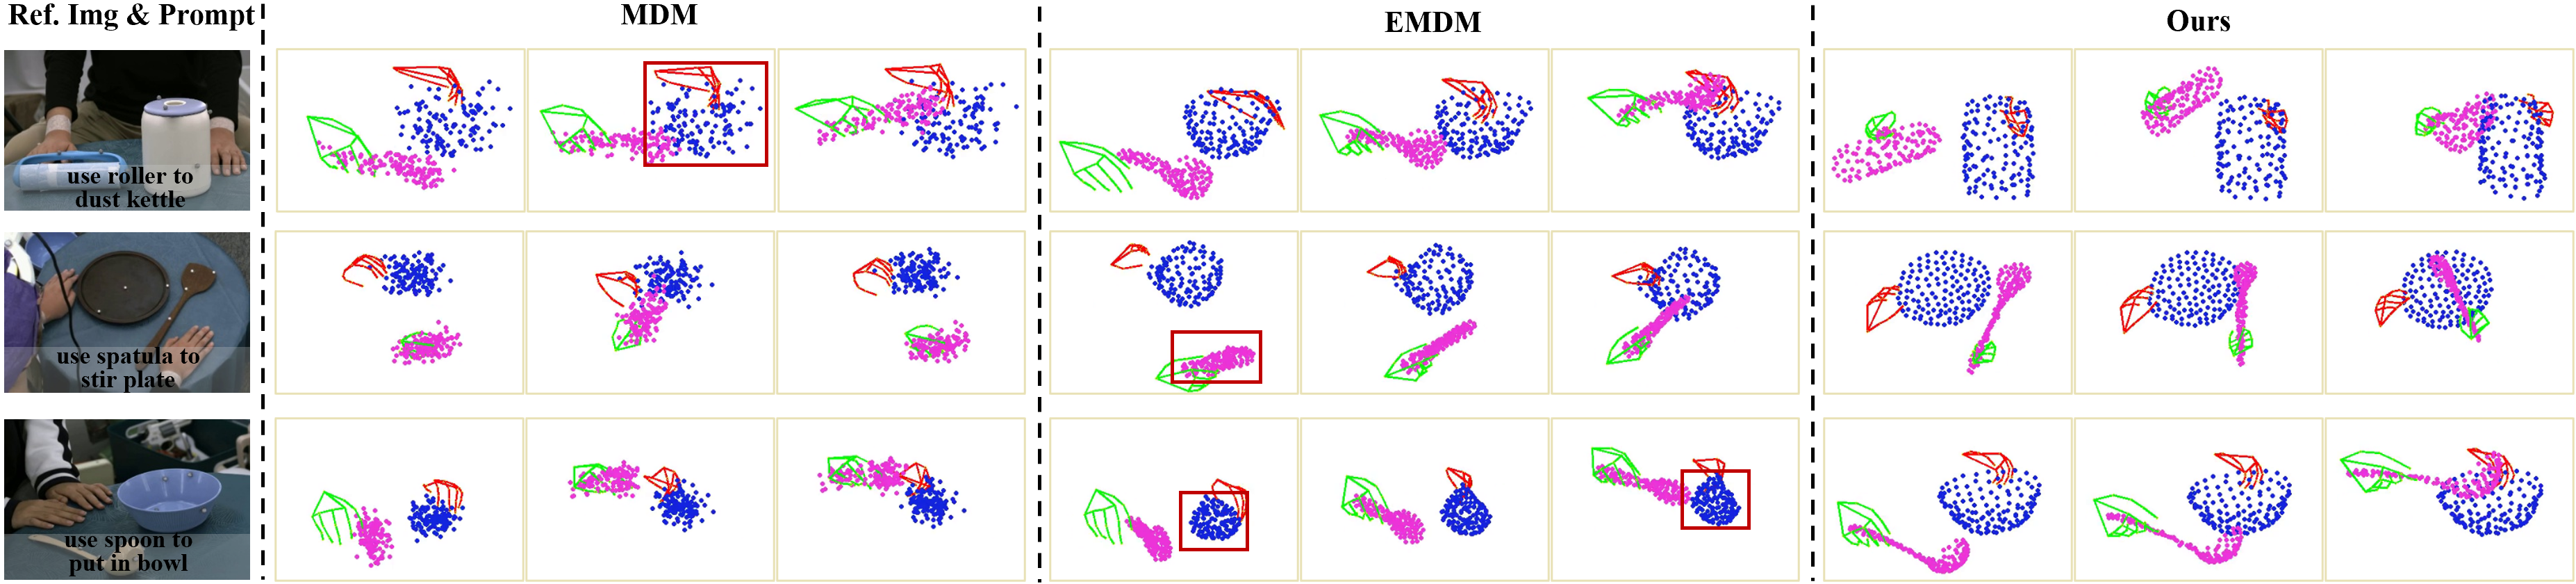 Ref. Img & Prompt
MDM
EMDM
Ours
use roller to
dust kettle
use spatula to
stir plate
use spoon to
put in bowl